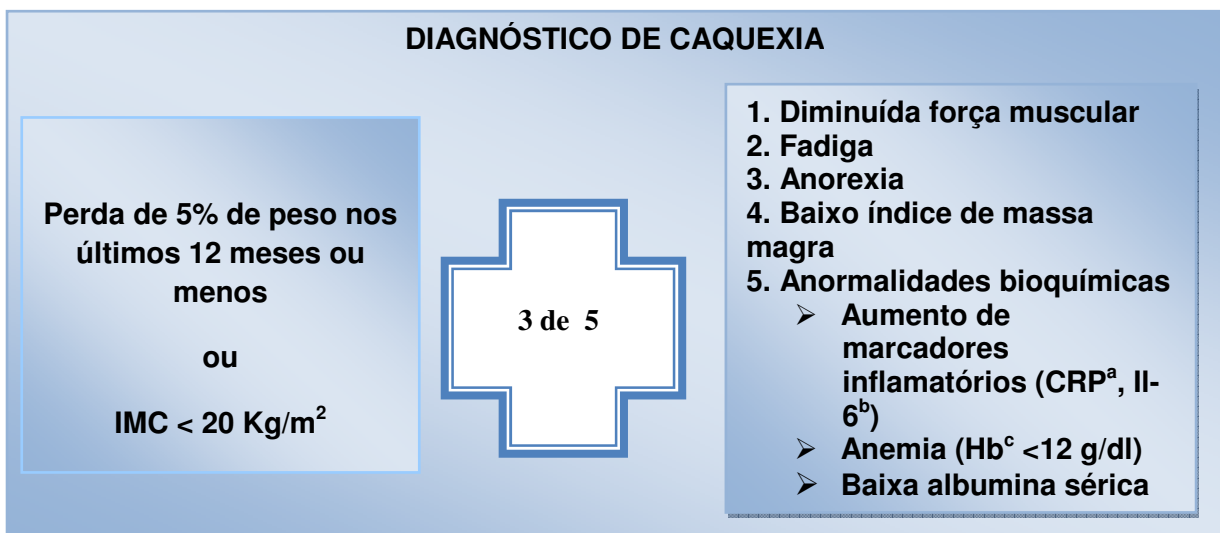 DIAGNÓSTICO DE CAQUEXIA
Perda de 5% de peso nos
últimos 12 meses ou
menos
ou
IMC < 20 Kg/m²
3 de 5
1. Diminuída força muscular
2. Fadiga
3. Anorexia
4. Baixo índice de massa
magra
5. Anormalidades bioquímicas
➢ Aumento de
marcadores
inflamatórios (CRPᵃ, Il-
6ᵇ)
➢ Anemia (Hbᶜ <12 g/dl)
➢ Baixa albumina sérica